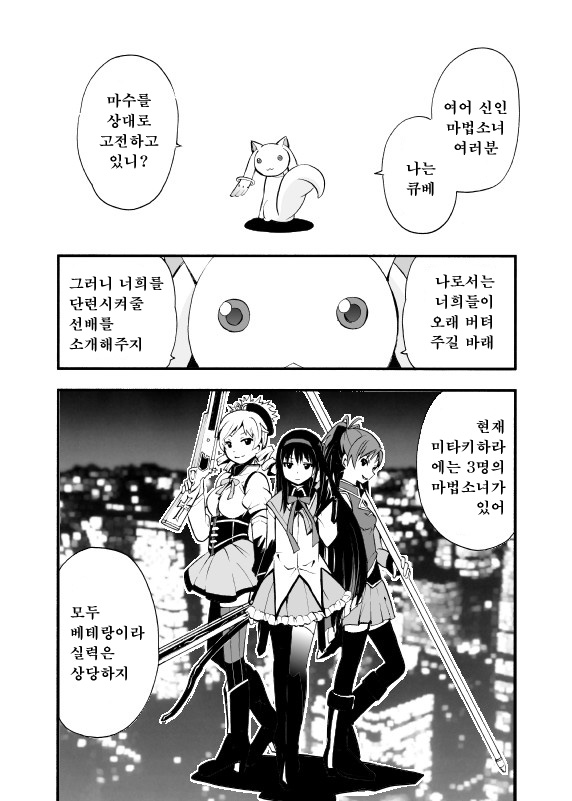 여어 신인
마법소녀
여러분
나는
큐베
마수를
상대로
고전하고
있니?
나로서는
너희들이
오래 버텨
주길 바래
그러니 너희를
단련시켜줄
선배를
소개해주지
현재
미타키하라
에는 3명의
마법소녀가
있어
모두
베테랑이라
실력은
상당하지